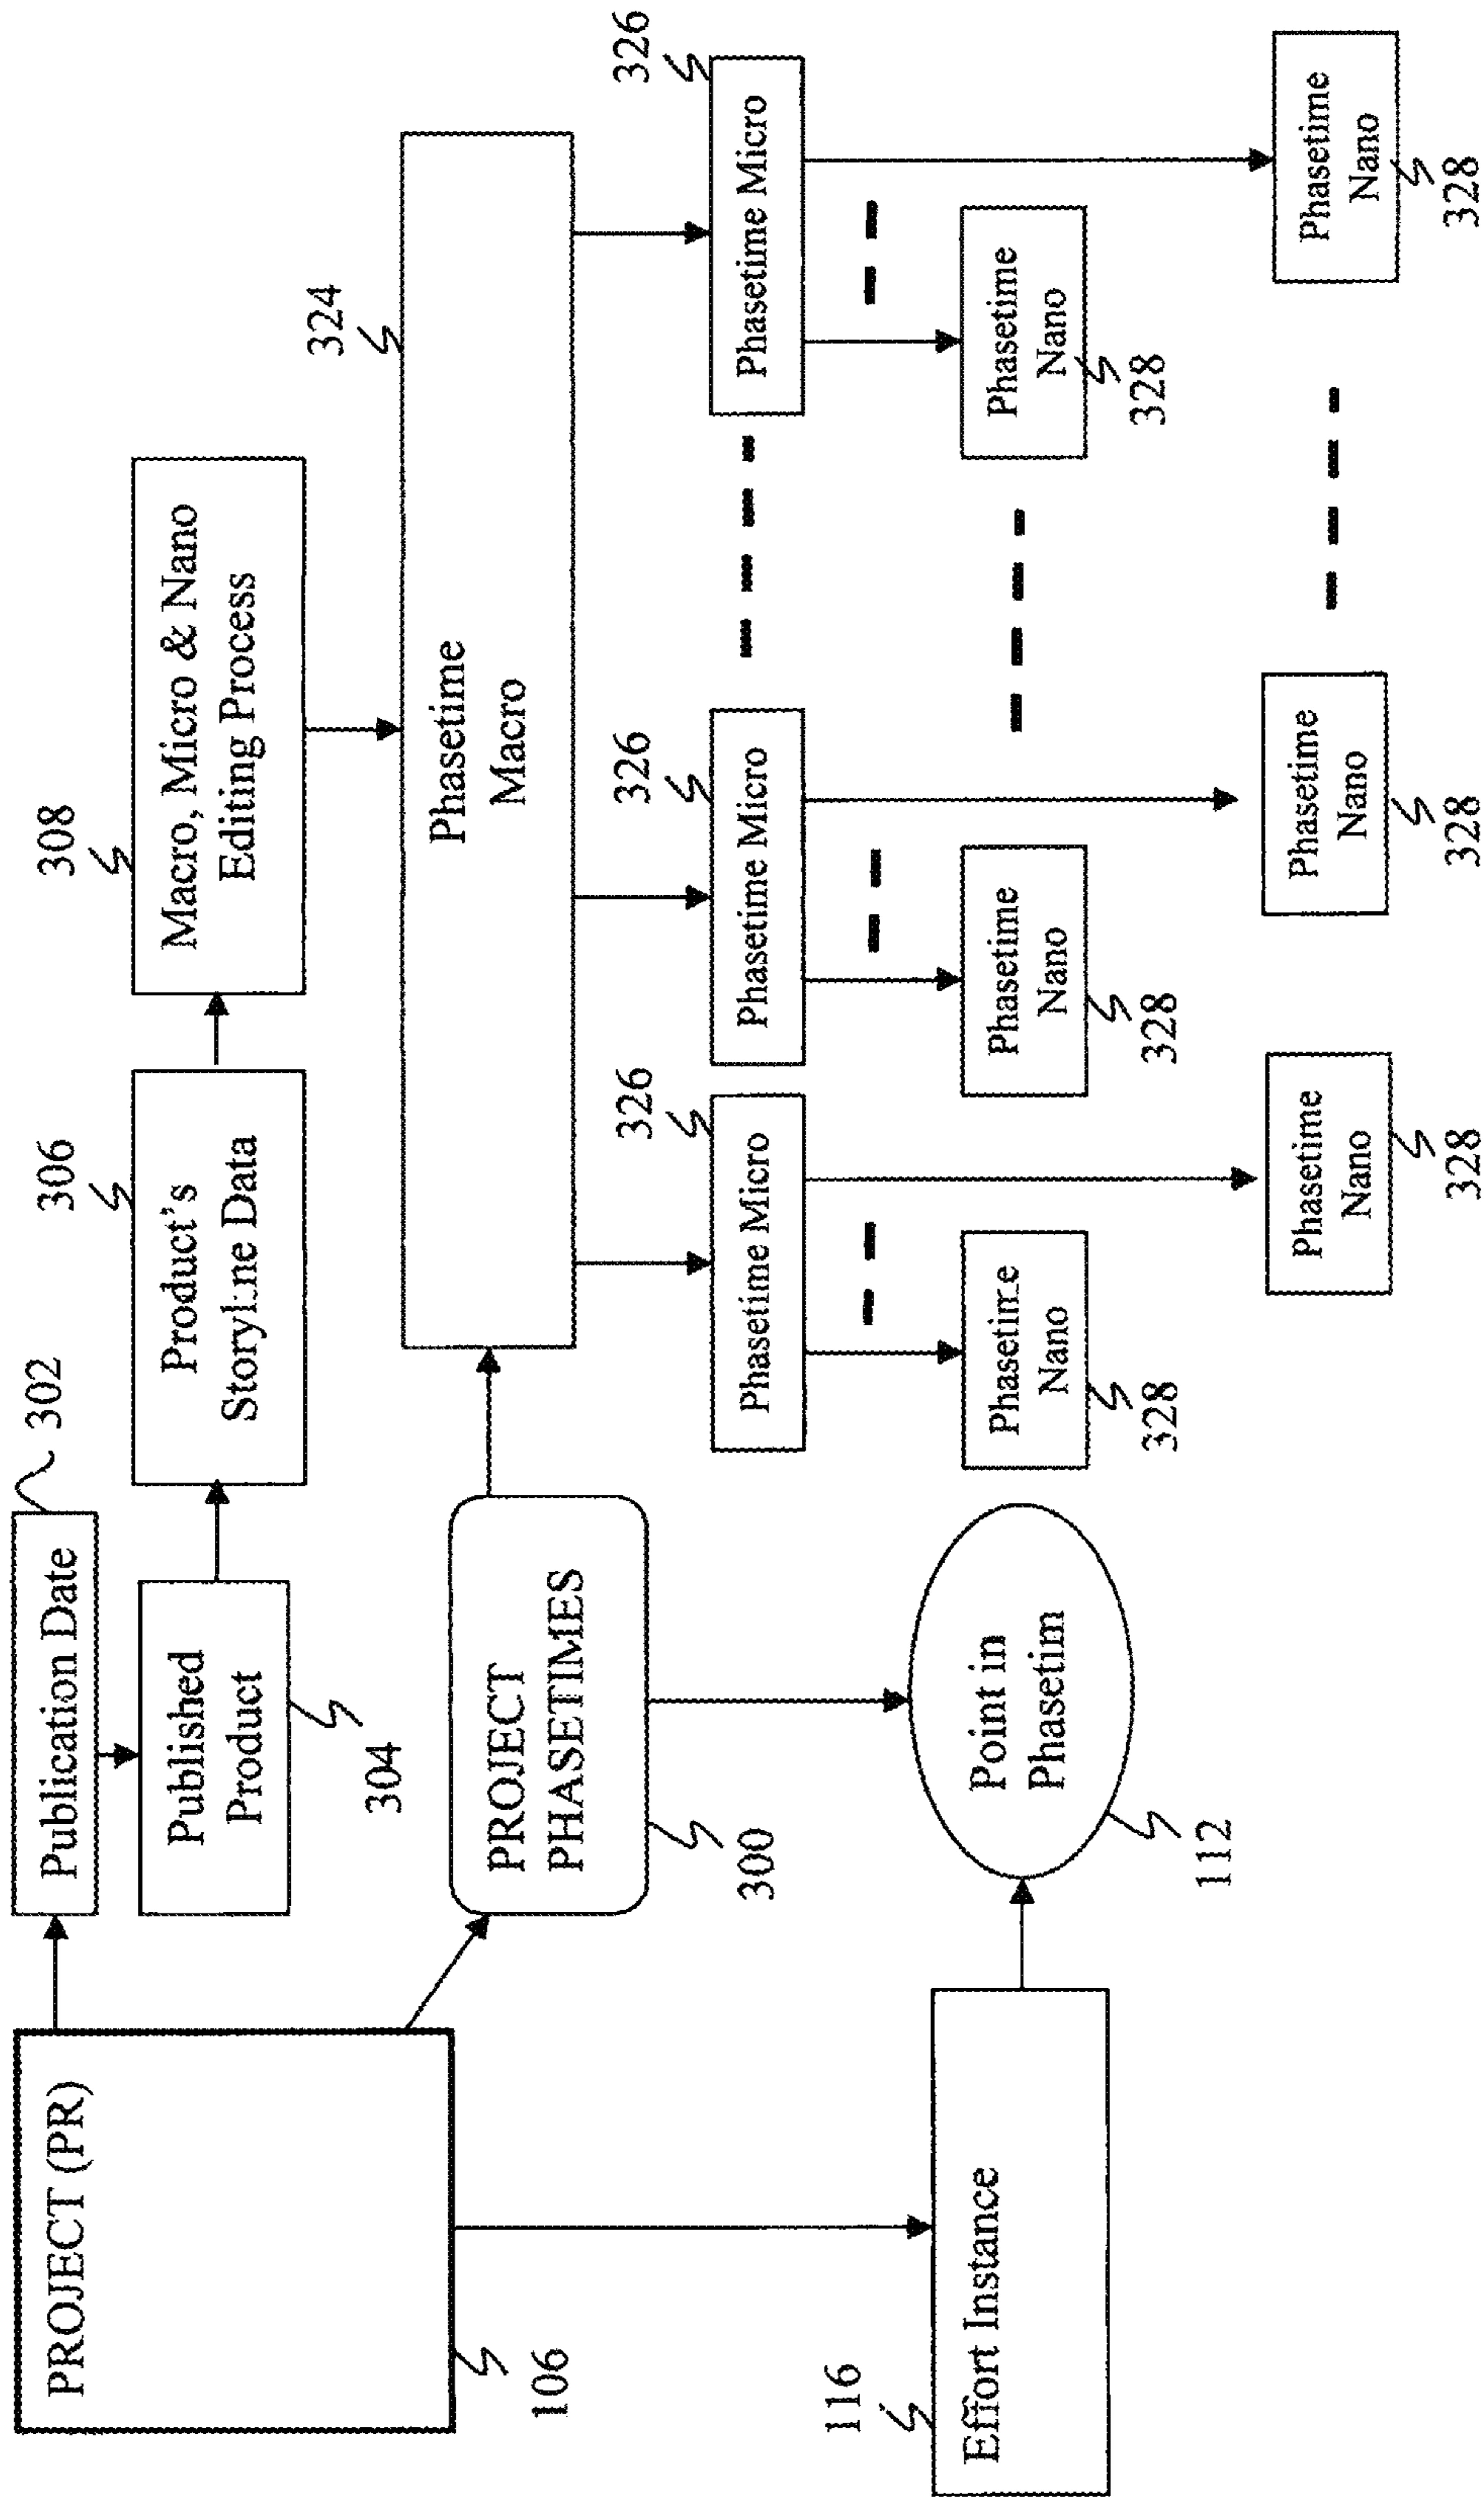 PROJECT (PR)
106
Publication Date
302
Published
Product
304
306
Product's
Storyline Data
308
Macro, Micro & Nano
Editing Process
PROJECT
PHASETIMES
300
324
Phasetime
Macro
326
Phasetime Micro
326
Phasetime Micro
326
Phasetime Micro
116
Effort Instance
Point in
Phasetim
112
Phasetime
Nano
328
Phasetime
Nano
328
Phasetime
Nano
328
Phasetime
Nano
328
Phasetime
Nano
328
Phasetime
Nano
328